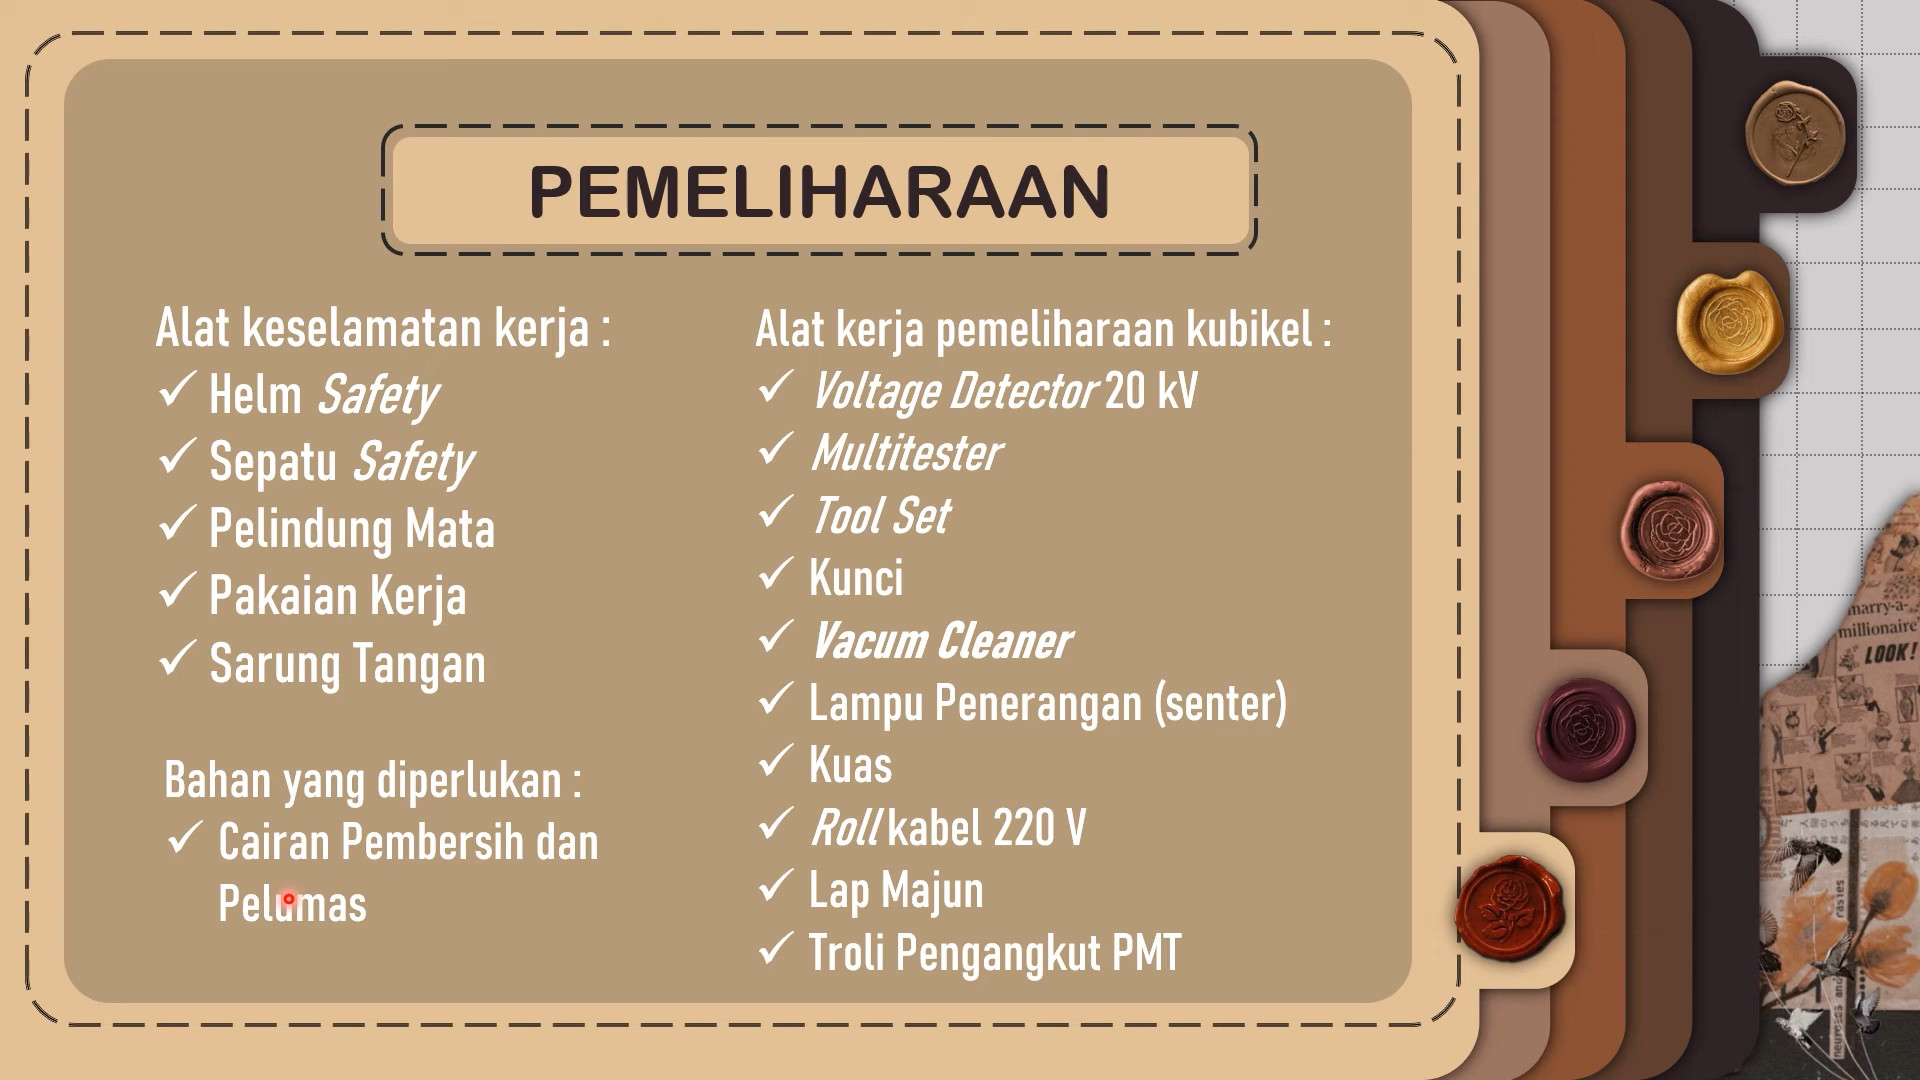 PEMELIHARAAN
Alat keselamatan kerja :
✓ Helm Safety
✓ Sepatu Safety
✓ Pelindung Mata
✓ Pakaian Kerja
✓ Sarung Tangan
Bahan yang diperlukan :
✓ Cairan Pembersih dan
Pelumas
Alat kerja pemeliharaan kubikel :
✓ Voltage Detector 20 kV
✓ Multitester
✓ Tool Set
✓ Kunci
✓ Vacum Cleaner
✓ Lampu Penerangan (senter)
✓ Kuas
✓ Roll kabel 220 V
✓ Lap Majun
✓ Troli Pengangkut PMT
marry-a-
millionaire
LOOK!